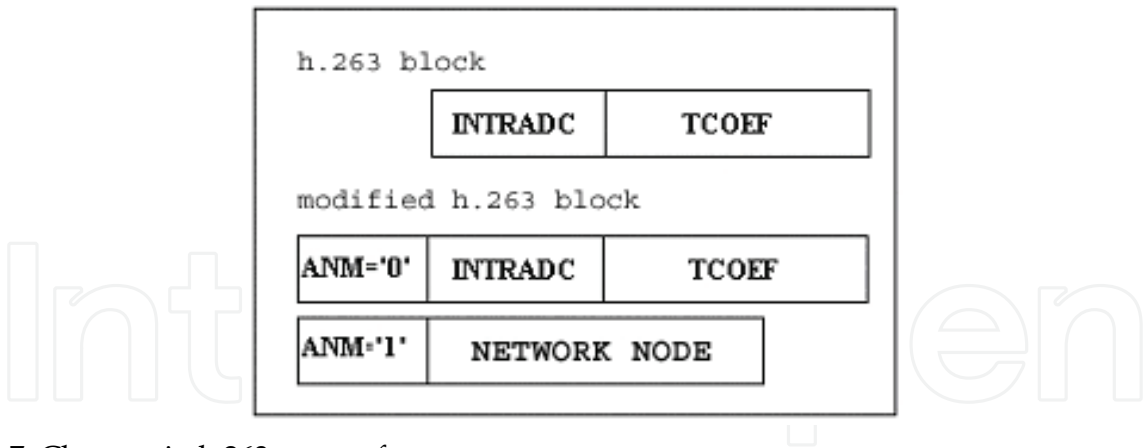 h.263 block
INTRADC TCOEF
modified h.263 block
ANM='0' INTRADC TCOEF
ANM='1' NETWORK NODE